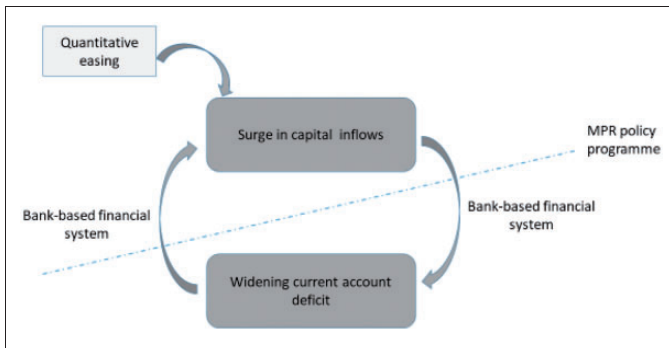 Quantitative
easing
Surge in capital inflows
MPR policy
programme
Bank-based financial
system
Bank-based financial
system
Widening current account
deficit